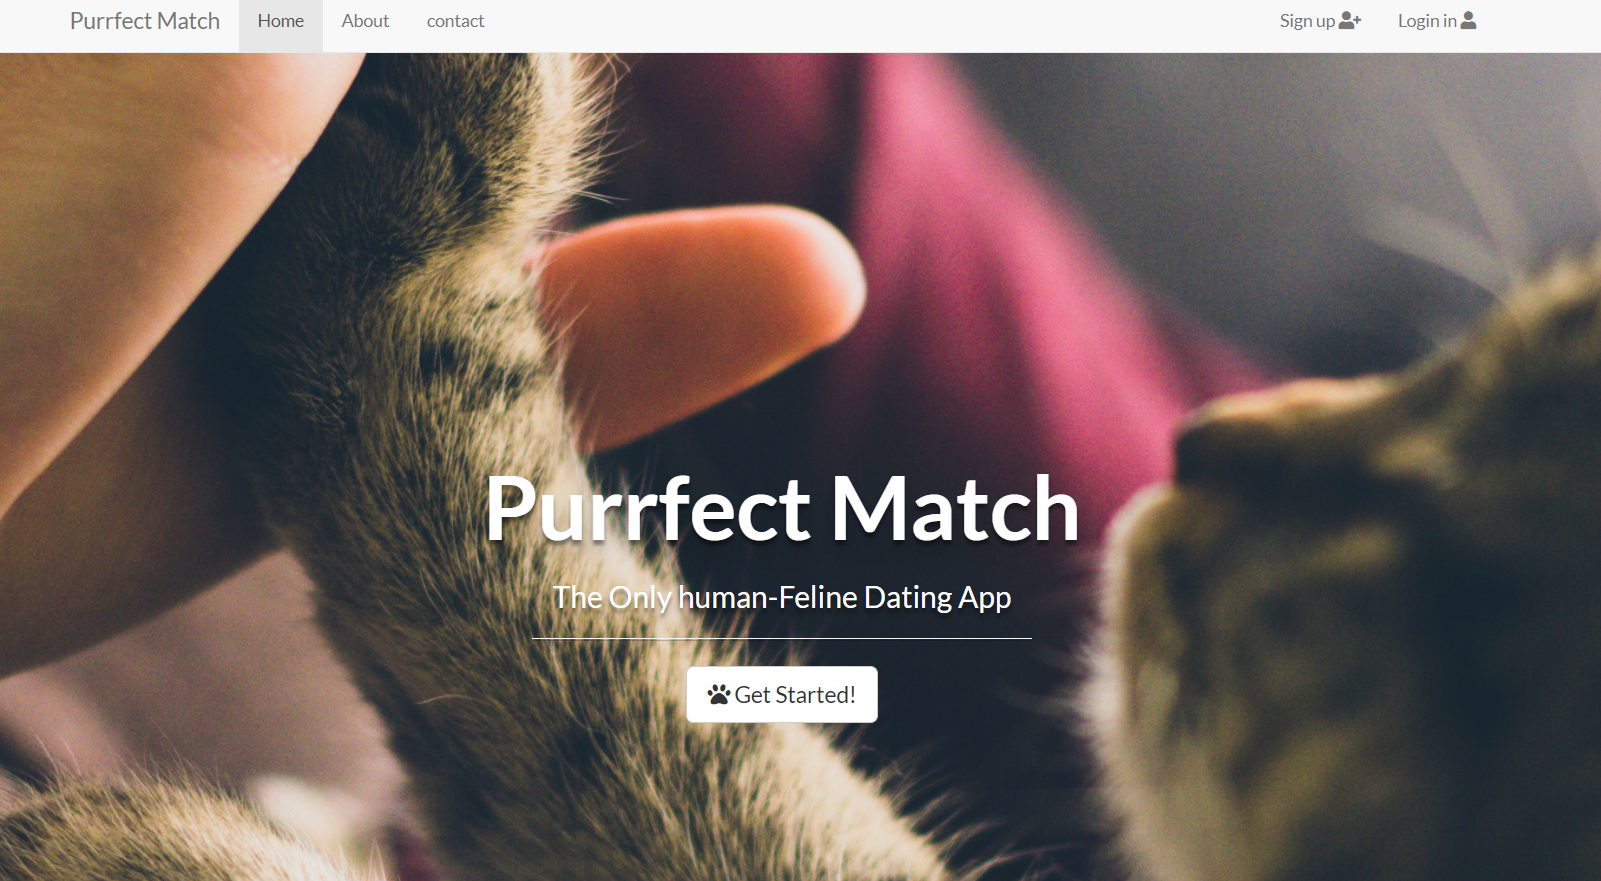 Purrfect Match Home About contact Sign up Login in
Purrfect Match
The Only human-Feline Dating App
Get Started!